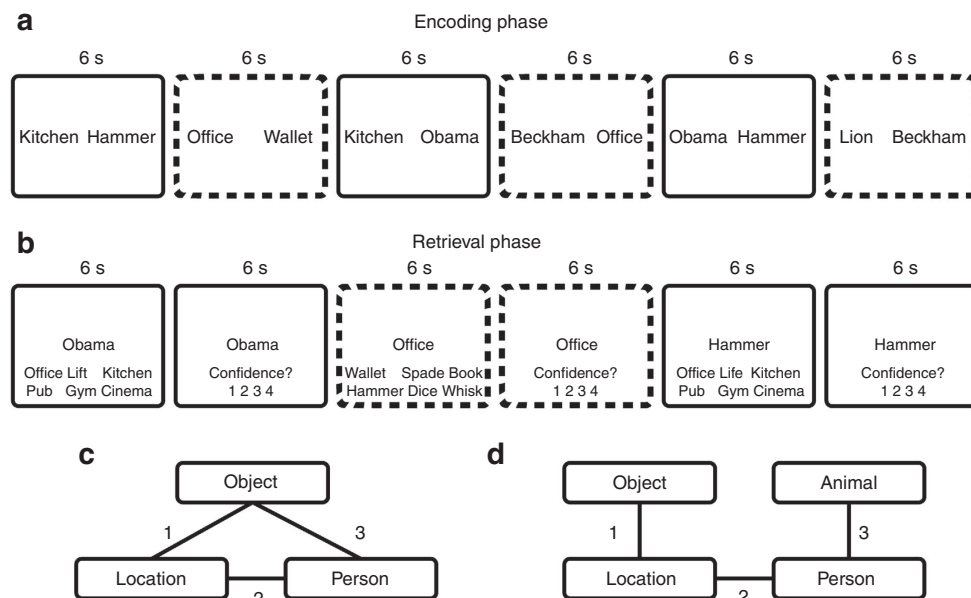 a
Encoding phase
6 s 6 s 6 s 6 s 6 s 6 s
Kitchen Hammer Office Wallet Kitchen Obama Beckham Office Obama Hammer Lion Beckham
b
Retrieval phase
6 s 6 s 6 s 6 s 6 s 6 s
Obama Obama Office Office Hammer Hammer
Office Lift Kitchen Confidence? Wallet Spade Book Confidence? Office Life Kitchen Confidence?
Pub Gym Cinema 1 2 3 4 Hammer Dice Whisk 1 2 3 4 Pub Gym Cinema 1 2 3 4
c
Object
1 3
Location Person
d
Object Animal
1 3
Location Person